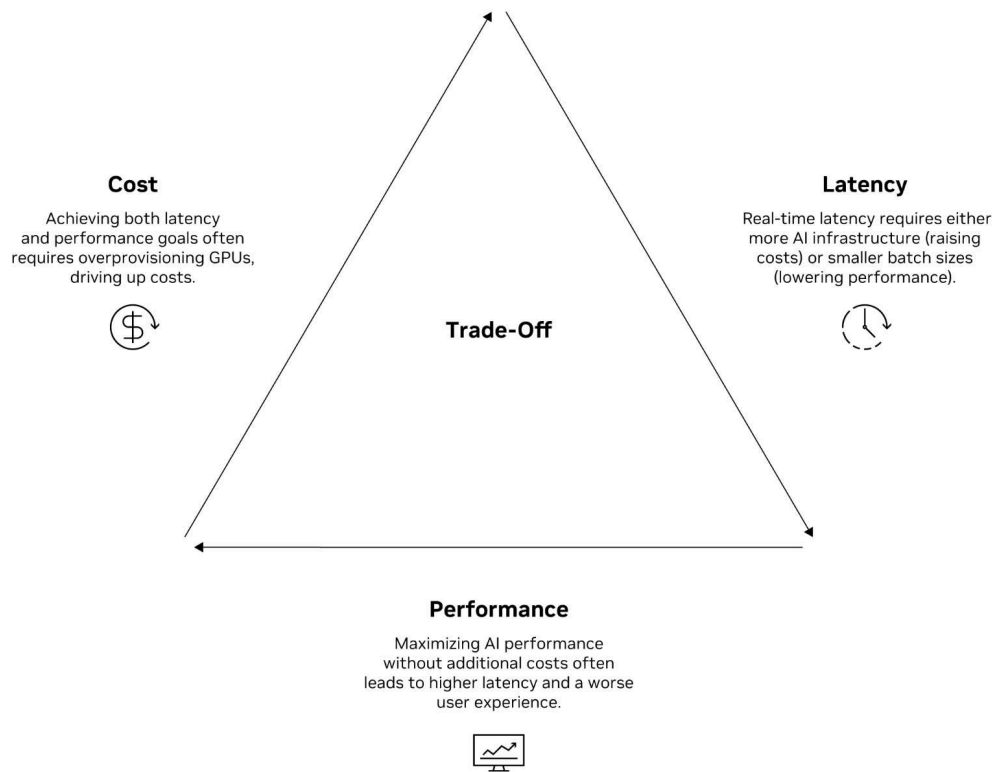 Cost
Achieving both latency
and performance goals often
requires overprovisioning GPUs,
driving up costs.
Latency
Real-time latency requires either
more AI infrastructure (raising
costs) or smaller batch sizes
(lowering performance).
Trade-Off
Performance
Maximizing AI performance
without additional costs often
leads to higher latency and a worse
user experience.